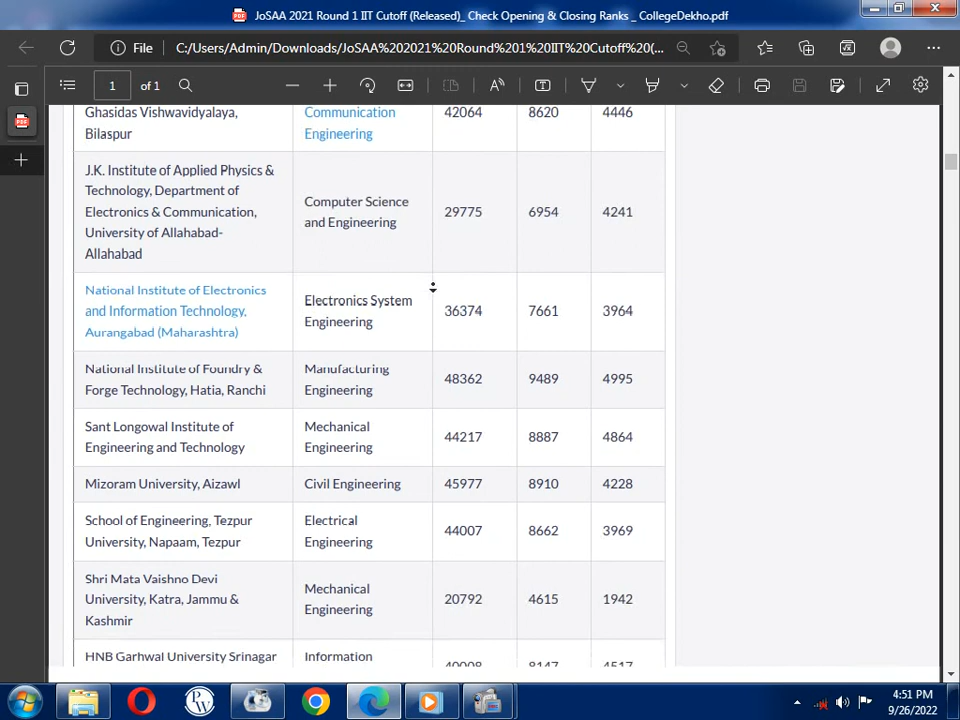 JoSAA 2021 Round 1 IIT Cutoff (Released)_ Check Opening & Closing Ranks _ CollegeDekho.pdf
File
C:/Users/Admin/Downloads/JoSAA%202021%20Round%201%20IIT%20Cutoff%20(...
1 of 1
Ghasidas Vishwavidyalaya,
Bilaspur
Communication
Engineering
42064
8620
4446
J.K. Institute of Applied Physics &
Technology, Department of
Electronics & Communication,
University of Allahabad-
Allahabad
Computer Science
and Engineering
29775
6954
4241
National Institute of Electronics
and Information Technology,
Aurangabad (Maharashtra)
Electronics System
Engineering
36374
7661
3964
National Institute of Foundry &
Forge Technology, Hatia, Ranchi
Manufacturing
Engineering
48362
9489
4995
Sant Longowal Institute of
Engineering and Technology
Mechanical
Engineering
44217
8887
4864
Mizoram University, Aizawl
Civil Engineering
45977
8910
4228
School of Engineering, Tezpur
University, Napaam, Tezpur
Electrical
Engineering
44007
8662
3969
Shri Mata Vaishno Devi
University, Katra, Jammu &
Kashmir
Mechanical
Engineering
20792
4615
1942
HNB Garhwal University Srinagar
Information
40008
8147
4517
4:51 PM
9/26/2022